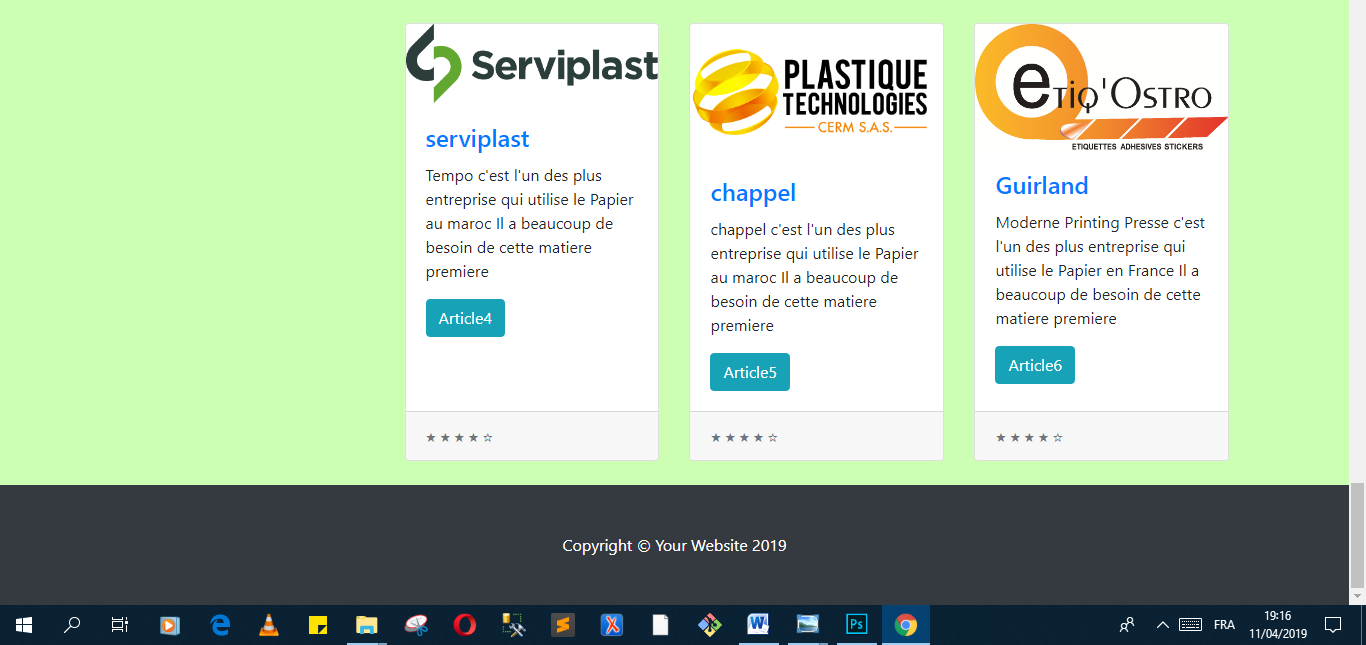 Serviplast
serviplast
Tempo c'est l'un des plus
entreprise qui utilise le Papier
au maroc Il a beaucoup de
besoin de cette matiere
premiere
Article4
★ ★ ★ ★ ☆
PLASTIQUE
TECHNOLOGIES
CERM S.A.S.
chappel
chappel c'est l'un des plus
entreprise qui utilise le Papier
au maroc Il a beaucoup de
besoin de cette matiere
premiere
Article5
★ ★ ★ ★ ☆
eTIQ'OSTRO
ETIQUETTES ADHESIVES STICKERS
Guirland
Moderne Printing Presse c'est
l'un des plus entreprise qui
utilise le Papier en France Il a
beaucoup de besoin de cette
matiere premiere
Article6
★ ★ ★ ★ ☆
Copyright © Your Website 2019
Ps
FRA
19:16
11/04/2019